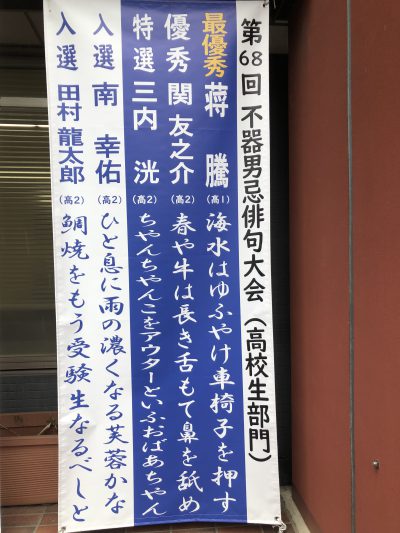 第68回 不器男忌俳句大会（高校生部門）
最優秀 蒋 騰（高1） 海水はゆふやけ車椅子を押す
優秀 関 友之介（高2） 春や牛は長き舌もて鼻を舐め
特選 三内 洸（高2） ちゃんちゃんこをアウターといふおばあちゃん
入選 南 幸佑（高2） ひと息に雨の濃くなる芙蓉かな
入選 田村 龍太郎（高2） 鯛焼をもう受験生なるべしと